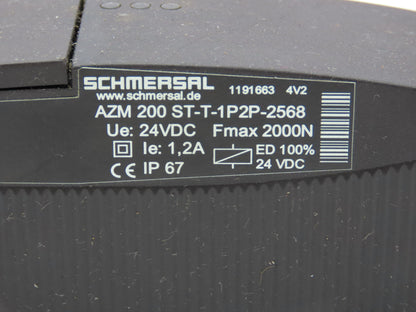 SCHMERSAL 1191663 4V2
www.schmersal.de
AZM 200 ST-T-1P2P-2568
Ue: 24VDC Fmax 2000N
Ie: 1,2A ED 100%
CE IP 67 24 VDC